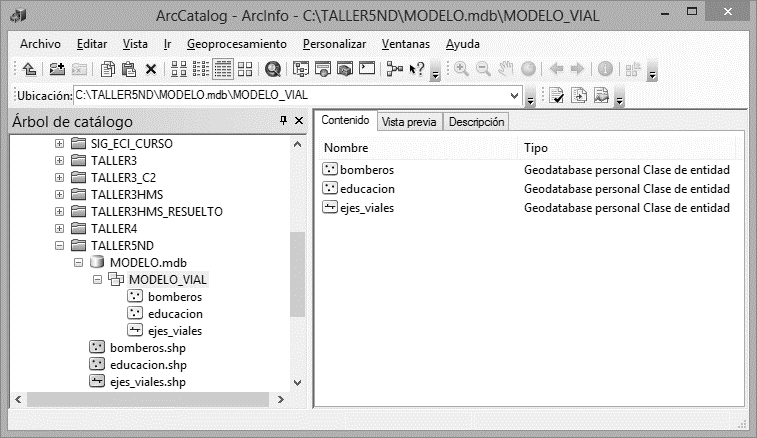 ArcCatalog - ArcInfo - C:\TALLER5ND\MODELO.mdb\MODELO_VIAL
Archivo Editar Vista Ir Geoprocesamiento Personalizar Ventanas Ayuda
Ubicación: C:\TALLER5ND\MODELO.mdb\MODELO_VIAL
Árbol de catálogo
SIG_ECI_CURSO
TALLER3
TALLER3_C2
TALLER3HMS
TALLER3HMS_RESUELTO
TALLER4
TALLER5ND
MODELO.mdb
MODELO_VIAL
bomberos
educacion
ejes_viales
bomberos.shp
educacion.shp
ejes_viales.shp
Contenido Vista previa Descripción
Nombre Tipo
bomberos Geodatabase personal Clase de entidad
educacion Geodatabase personal Clase de entidad
ejes_viales Geodatabase personal Clase de entidad